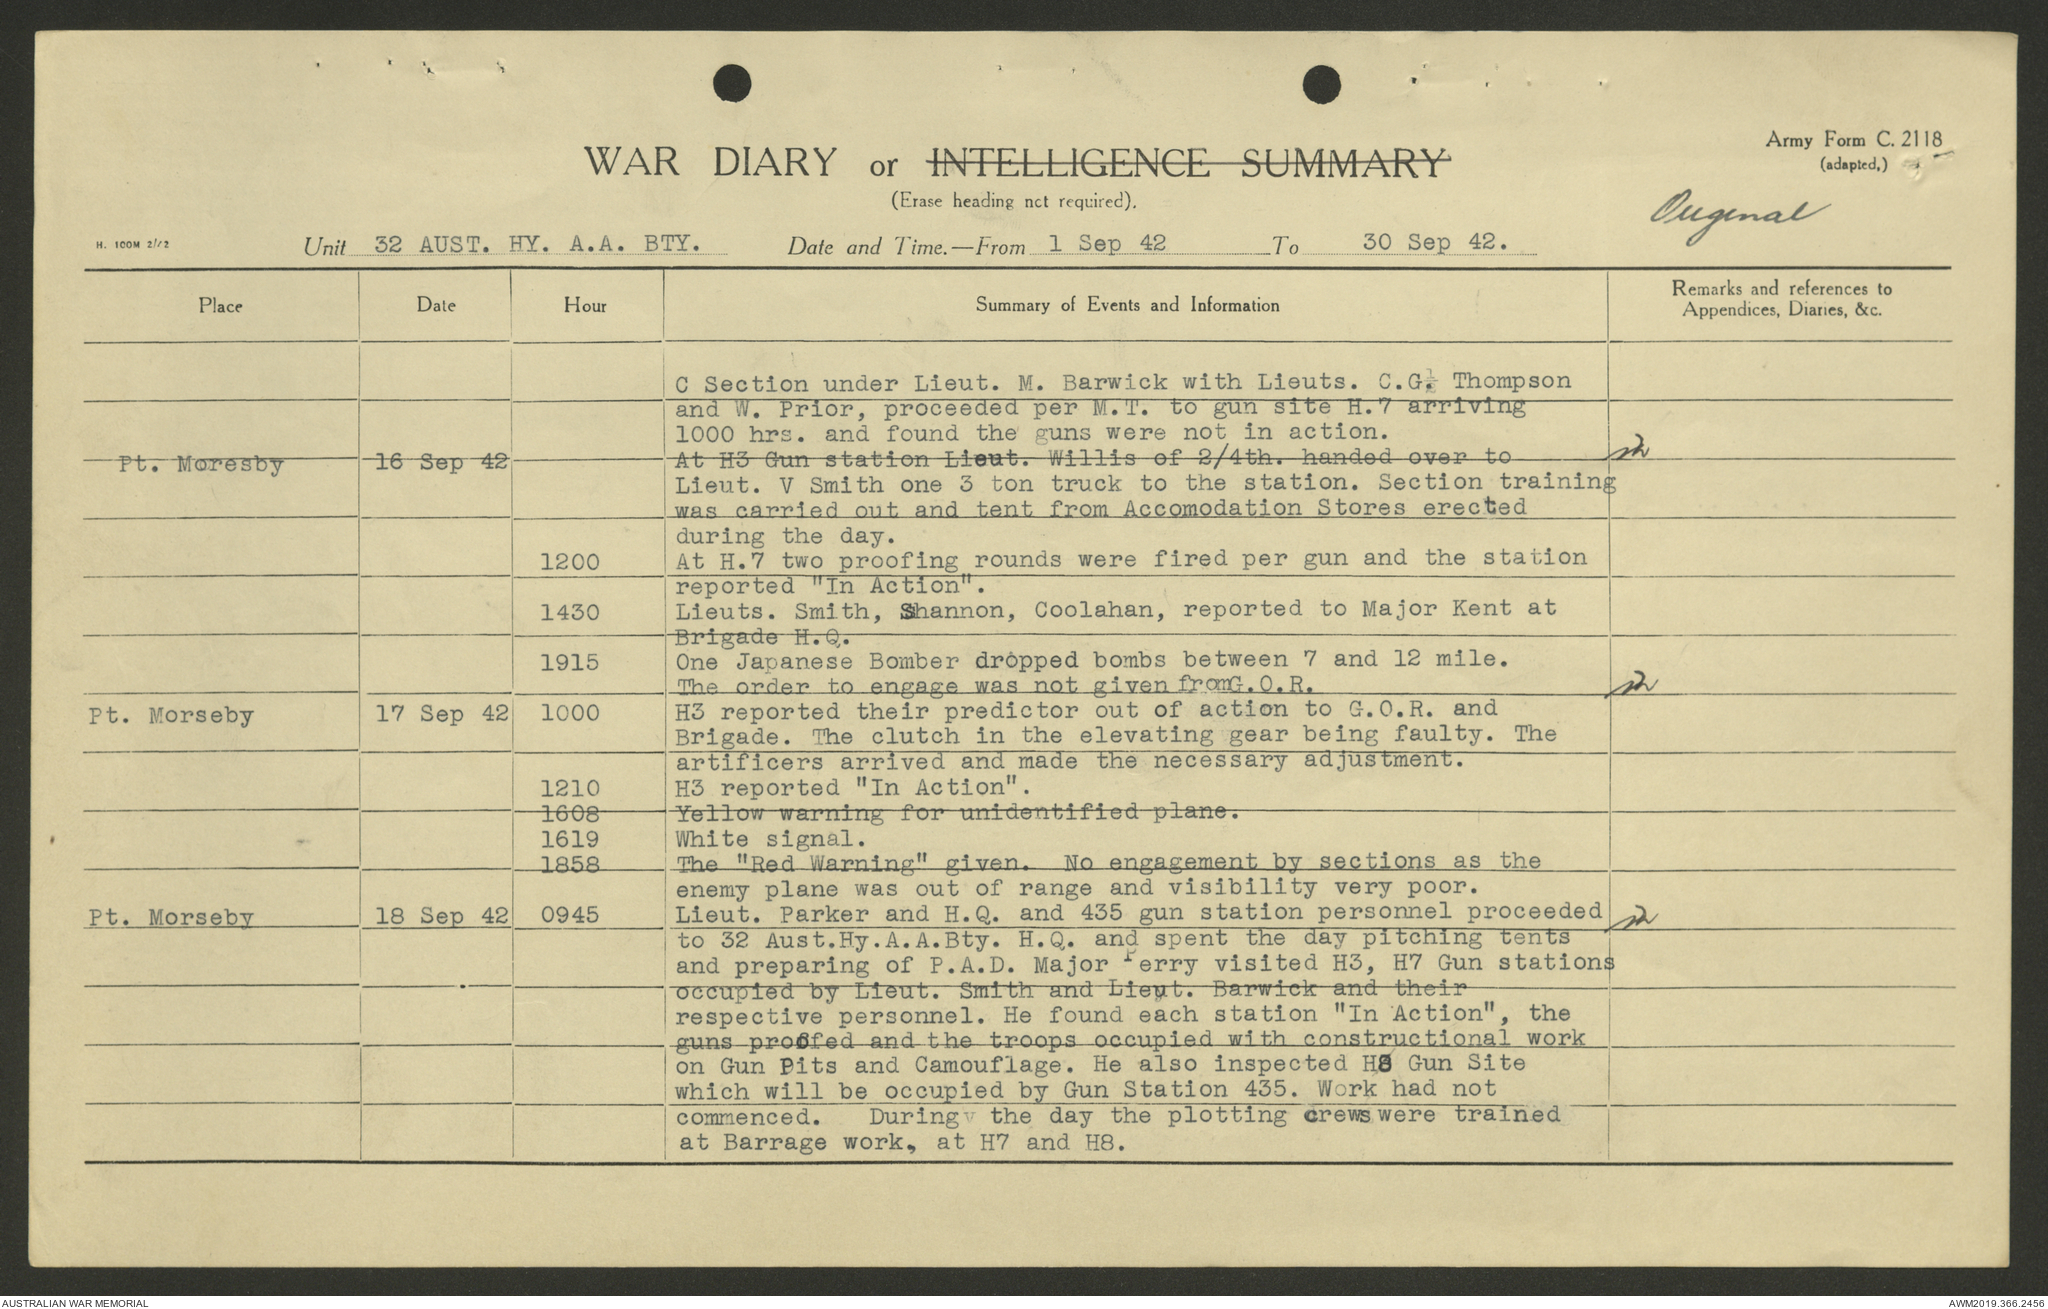 Army Form C. 2118
(adapted,)
WAR DIARY or INTELLIGENCE SUMMARY
(Erase heading not required).
Original
H. 100M 2/42
Unit 32 AUST. HY. A.A. BTY. Date and Time.—From 1 Sep 42 To 30 Sep 42.
Place Date Hour Summary of Events and Information Remarks and references to Appendices, Diaries, &c.
C Section under Lieut. M. Barwick with Lieuts. C.G. Thompson
and W. Prior, proceeded per M.T. to gun site H.7 arriving
1000 hrs. and found the guns were not in action.
Pt. Moresby 16 Sep 42 At H3 Gun station Lieut. Willis of 2/4th. handed over to
Lieut. V Smith one 3 ton truck to the station. Section training
was carried out and tent from Accomodation Stores erected
during the day.
1200 At H.7 two proofing rounds were fired per gun and the station
reported "In Action".
1430 Lieuts. Smith, Shannon, Coolahan, reported to Major Kent at
Brigade H.Q.
1915 One Japanese Bomber dropped bombs between 7 and 12 mile.
The order to engage was not given from G.O.R.
Pt. Morseby 17 Sep 42 1000 H3 reported their predictor out of action to G.O.R. and
Brigade. The clutch in the elevating gear being faulty. The
artificers arrived and made the necessary adjustment.
1210 H3 reported "In Action".
1608 Yellow warning for unidentified plane.
1619 White signal.
1858 The "Red Warning" given. No engagement by sections as the
enemy plane was out of range and visibility very poor.
Pt. Morseby 18 Sep 42 0945 Lieut. Parker and H.Q. and 435 gun station personnel proceeded
to 32 Aust.Hy.A.A.Bty. H.Q. and spent the day pitching tents
and preparing of P.A.D. Major Perry visited H3, H7 Gun stations
occupied by Lieut. Smith and Lieut. Barwick and their
respective personnel. He found each station "In Action", the
guns proofed and the troops occupied with constructional work
on Gun Pits and Camouflage. He also inspected H8 Gun Site
which will be occupied by Gun Station 435. Work had not
commenced. During the day the plotting crews were trained
at Barrage work, at H7 and H8.
AUSTRALIAN WAR MEMORIAL AWM2019.366.2456